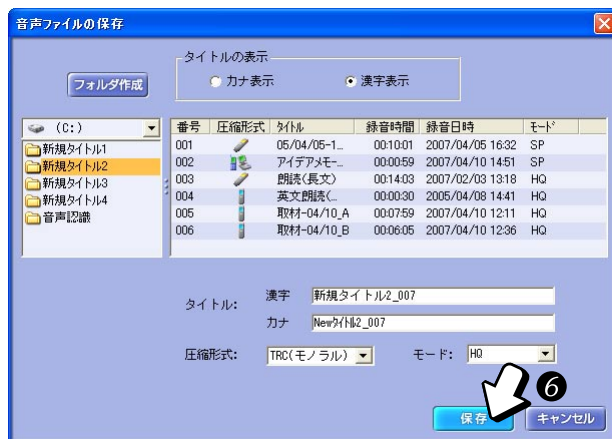 音声ファイルの保存
タイトルの表示
フォルダ作成
カナ表示
漢字表示
(C:)
新規タイトル1
新規タイトル2
新規タイトル3
新規タイトル4
音声認識
番号 圧縮形式 タイトル 録音時間 録音日時 モード
001 05/04/05-1... 00:10:01 2007/04/05 16:32 SP
002 アイデアメモ-... 00:00:59 2007/04/10 14:51 SP
003 朗読(長文) 00:14:03 2007/02/03 13:18 HQ
004 英文朗読(... 00:00:30 2005/04/08 14:41 HQ
005 取材-04/10_A 00:07:59 2007/04/10 12:11 HQ
006 取材-04/10_B 00:06:05 2007/04/10 12:36 HQ
タイトル: 漢字 新規タイトル2_007
カナ Newタイトル2_007
圧縮形式: TRC(モノラル) モード: HQ
6
保存 キャンセル